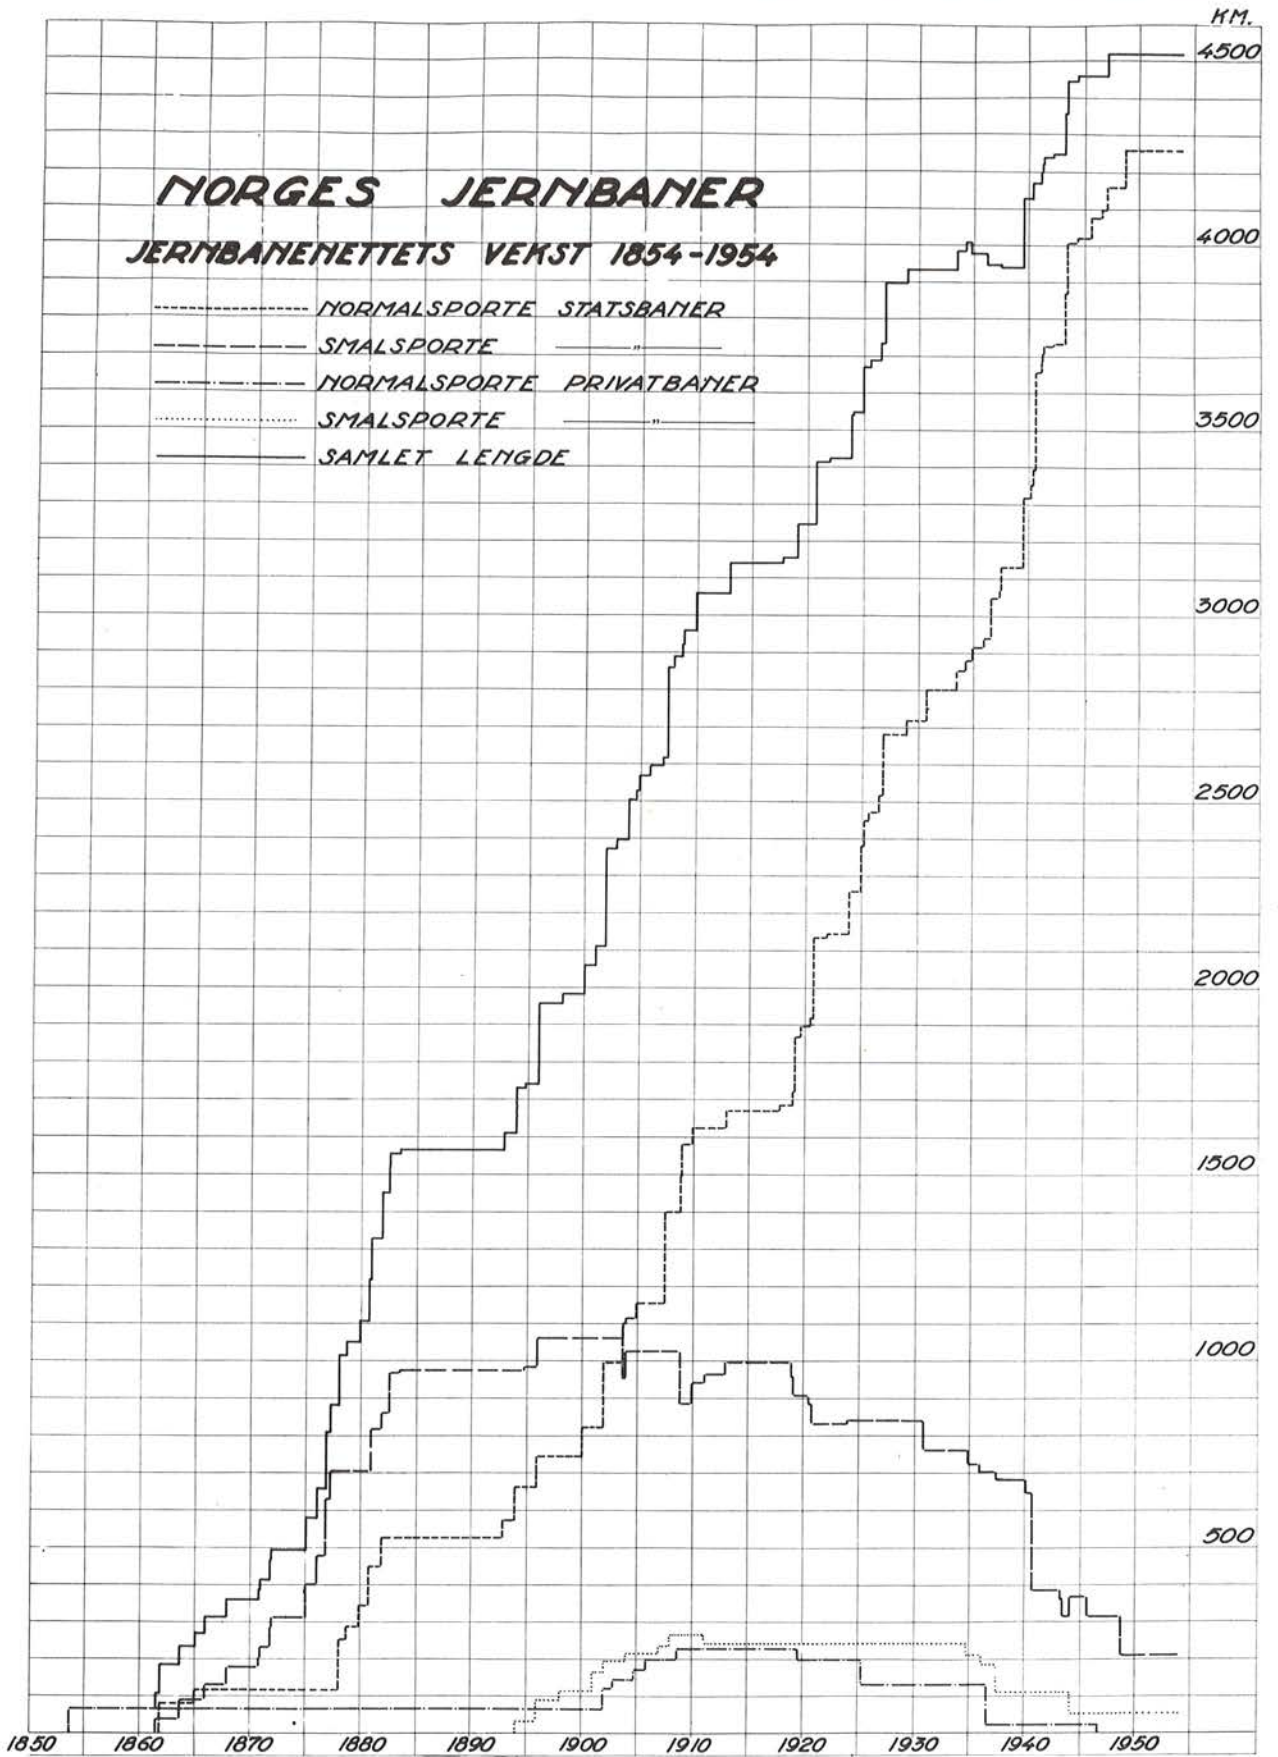 KM.
4500
NORGES JERNBANER
4000
JERNBANENETTETS VEKST 1854-1954
NORMALSPORTE STATSBANER
SMALSPORTE — " —
NORMALSPORTE PRIVATBANER
3500
SMALSPORTE — " —
SAMLET LENGDE
3000
2500
2000
1500
1000
500
1850 1860 1870 1880 1890 1900 1910 1920 1930 1940 1950